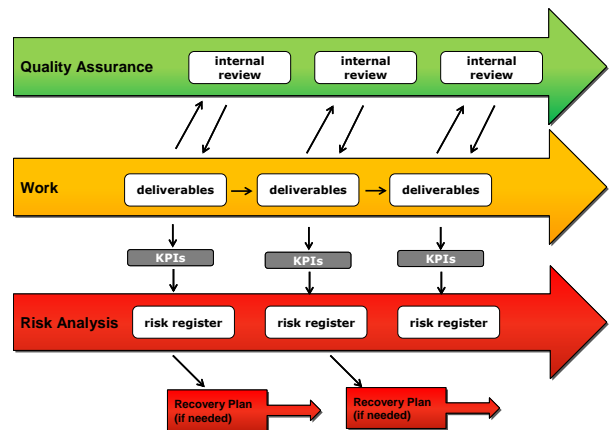 Quality Assurance
internal
review
internal
review
internal
review
Work
deliverables
deliverables
deliverables
KPIs
KPIs
KPIs
Risk Analysis
risk register
risk register
risk register
Recovery Plan
(if needed)
Recovery Plan
(if needed)